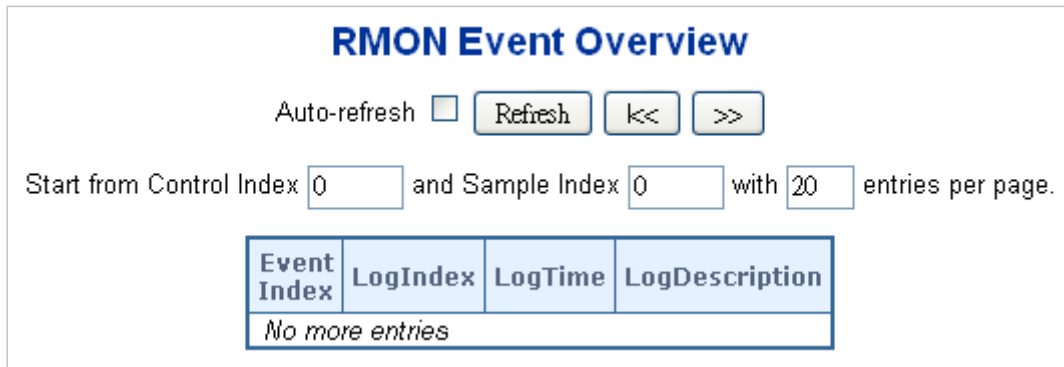 RMON Event Overview
Auto-refresh Refresh |<< >>
Start from Control Index 0 and Sample Index 0 with 20 entries per page.
Event Index LogIndex LogTime LogDescription
No more entries